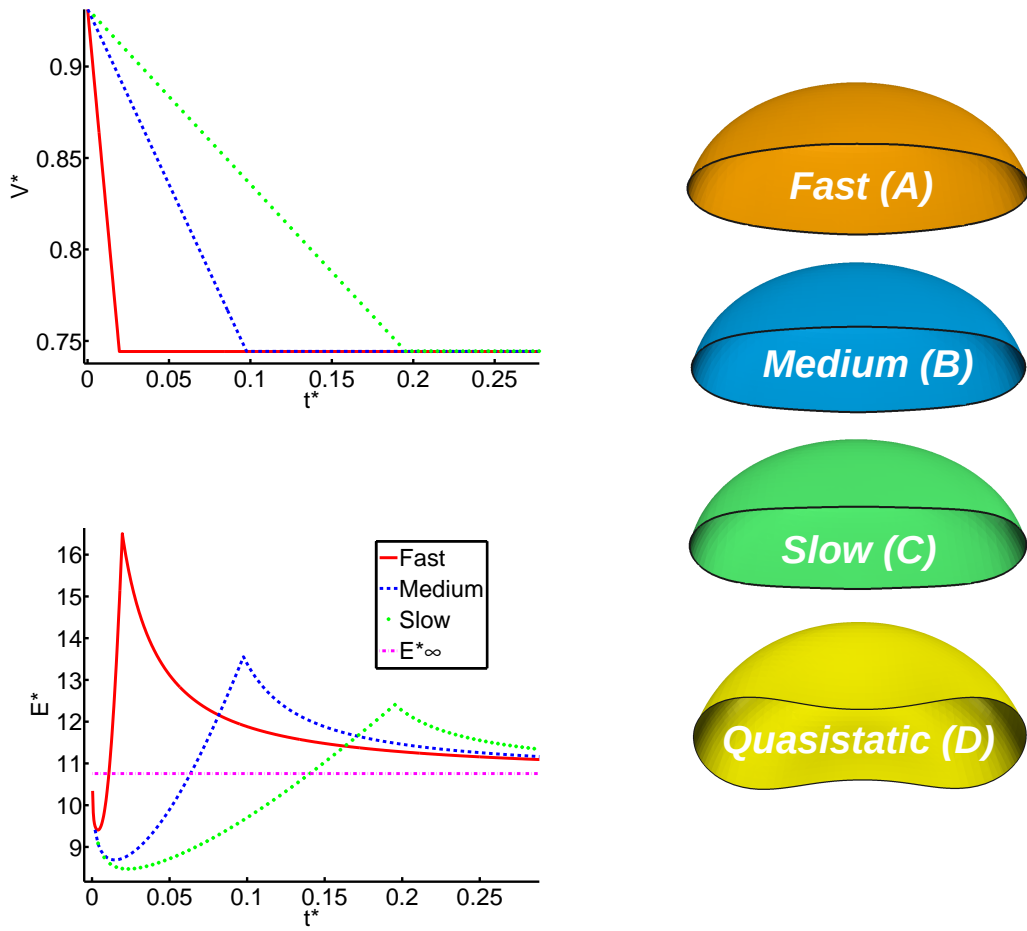 0.9
0.85
0.8
0.75
V*
0
0.05
0.1
0.15
0.2
0.25
t*
Fast (A)
Medium (B)
Slow (C)
Quasistatic (D)
16
15
14
13
12
11
10
9
E*
Fast
Medium
Slow
E*∞
0
0.05
0.1
0.15
0.2
0.25
t*